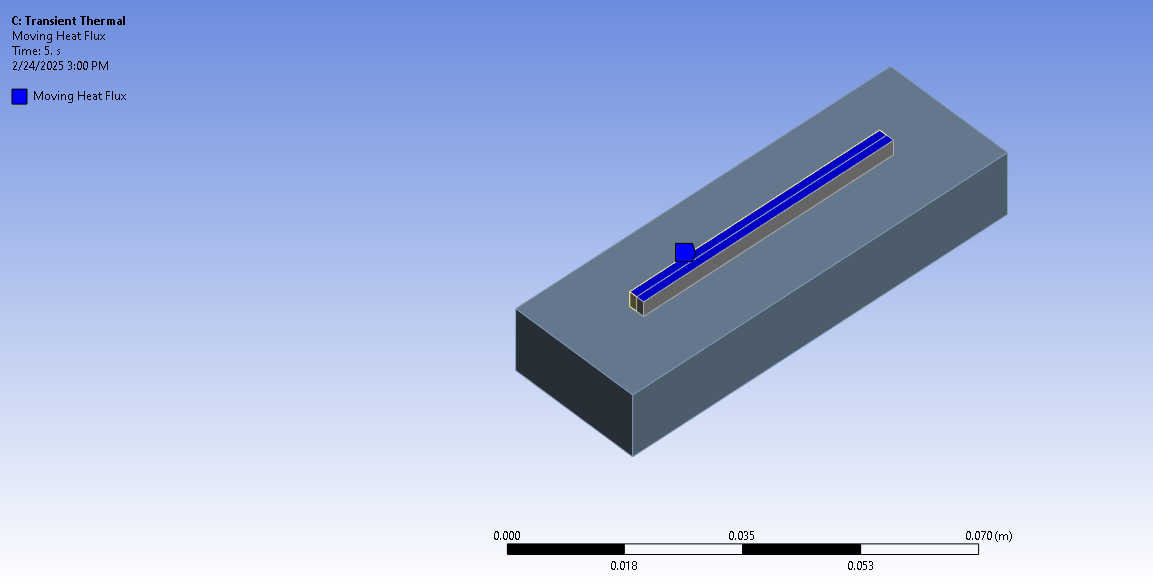 C: Transient Thermal
Moving Heat Flux
Time: 5. s
2/24/2025 3:00 PM
Moving Heat Flux
0.000
0.035
0.070 (m)
0.018
0.053